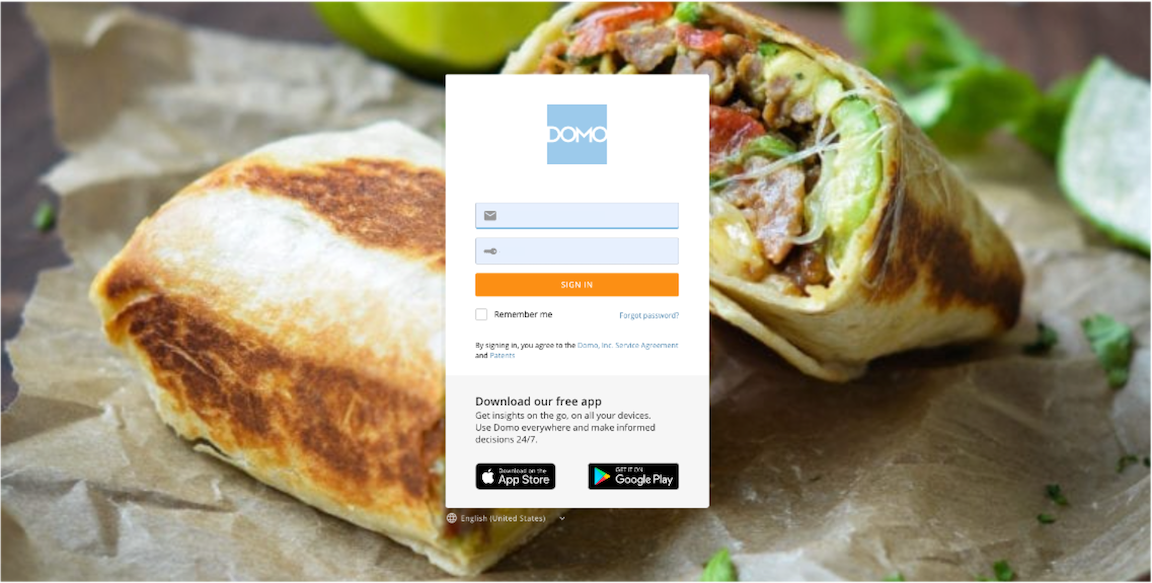 DOMO
SIGN IN
Remember me
Forgot password?
By signing in, you agree to the Domo, Inc. Service Agreement
and Patents
Download our free app
Get insights on the go, on all your devices.
Use Domo everywhere and make informed
decisions 24/7.
Download on the
App Store
GET IT ON
Google Play
English (United States)